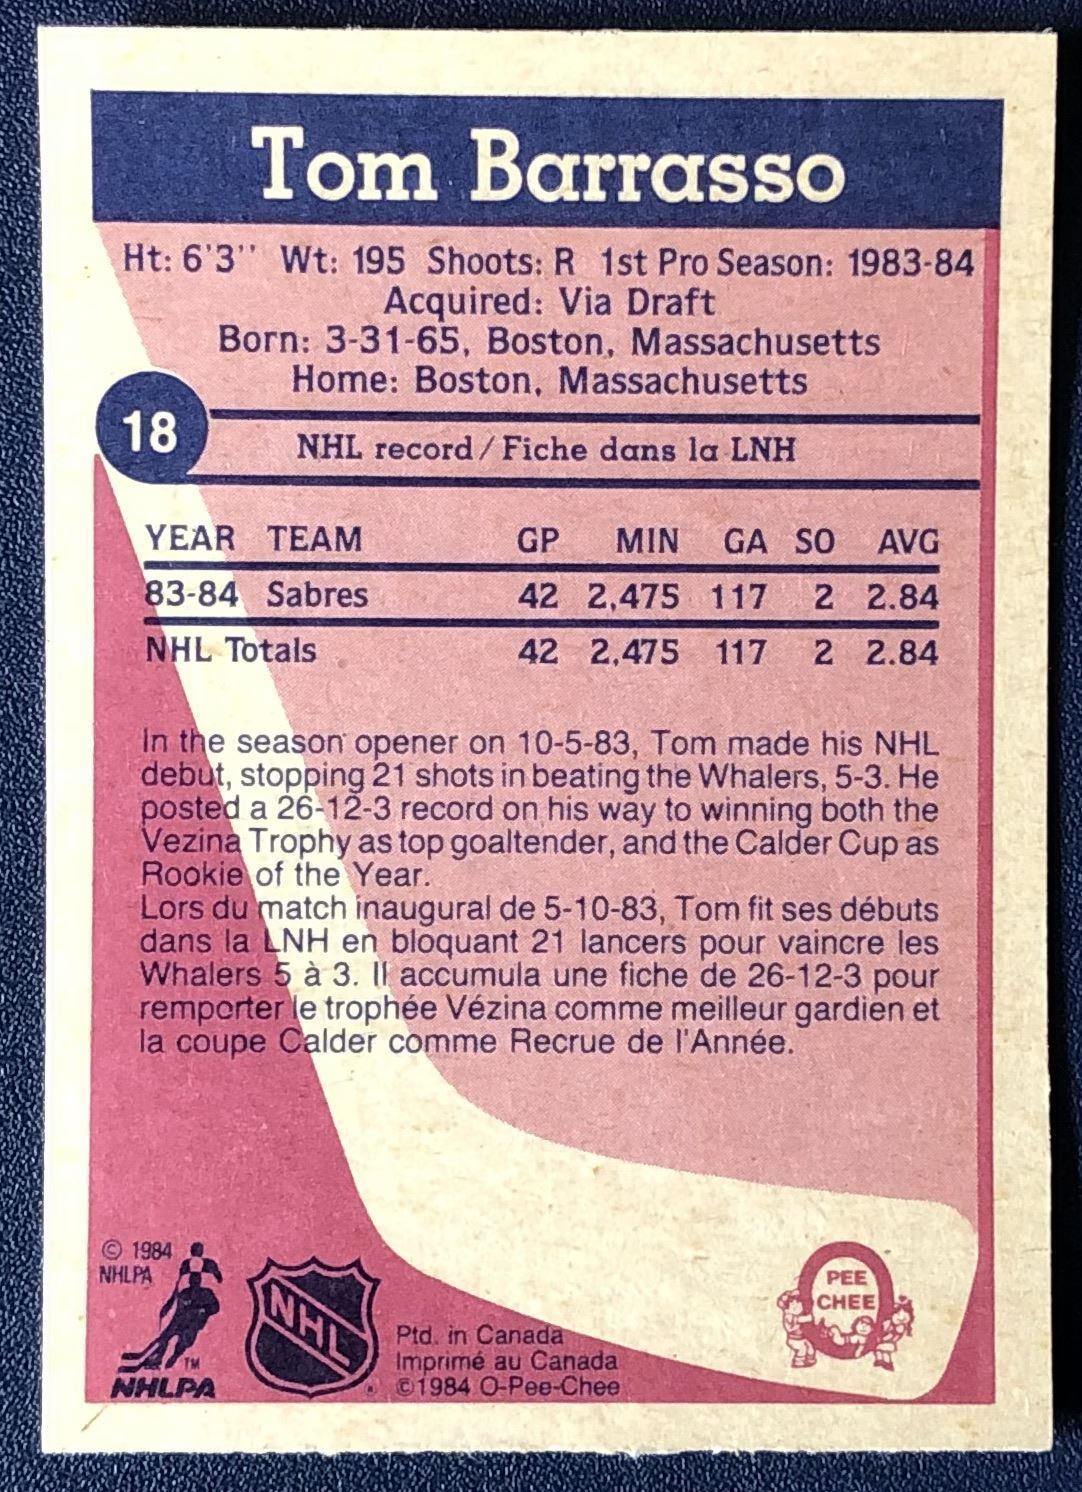 Tom Barrasso
Ht: 6'3'' Wt: 195 Shoots: R 1st Pro Season: 1983-84
Acquired: Via Draft
Born: 3-31-65, Boston, Massachusetts
Home: Boston, Massachusetts
18
NHL record/Fiche dans la LNH
YEAR TEAM GP MIN GA SO AVG
83-84 Sabres 42 2,475 117 2 2.84
NHL Totals 42 2,475 117 2 2.84
In the season opener on 10-5-83, Tom made his NHL
debut, stopping 21 shots in beating the Whalers, 5-3. He
posted a 26-12-3 record on his way to winning both the
Vezina Trophy as top goaltender, and the Calder Cup as
Rookie of the Year.
Lors du match inaugural de 5-10-83, Tom fit ses débuts
dans la LNH en bloquant 21 lancers pour vaincre les
Whalers 5 à 3. Il accumula une fiche de 26-12-3 pour
remporter le trophée Vézina comme meilleur gardien et
la coupe Calder comme Recrue de l'Année.
© 1984
NHLPA
TM
NHLPA
NHL
Ptd. in Canada
Imprimé au Canada
©1984 O-Pee-Chee
PEE
CHEE